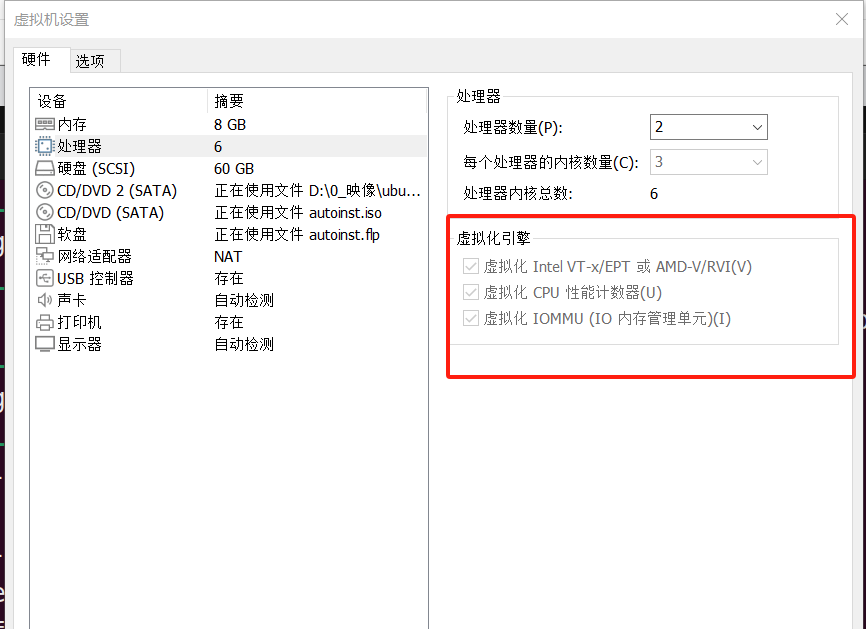 虚拟机设置
硬件 选项
设备 摘要
内存 8 GB
处理器 6
硬盘 (SCSI) 60 GB
CD/DVD 2 (SATA) 正在使用文件 D:\0_映像\ubu...
CD/DVD (SATA) 正在使用文件 autoinst.iso
软盘 正在使用文件 autoinst.flp
网络适配器 NAT
USB 控制器 存在
声卡 自动检测
打印机 存在
显示器 自动检测
处理器
处理器数量(P): 2
每个处理器的内核数量(C): 3
处理器内核总数: 6
虚拟化引擎
虚拟化 Intel VT-x/EPT 或 AMD-V/RVI(V)
虚拟化 CPU 性能计数器(U)
虚拟化 IOMMU (IO 内存管理单元)(I)